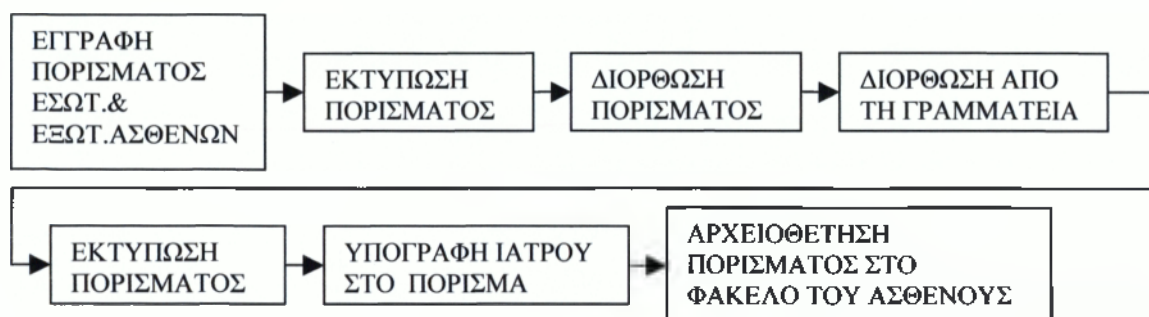 ΕΓΓΡΑΦΗ
ΠΟΡΙΣΜΑΤΟΣ
ΕΣΩΤ.&
ΕΞΩΤ.ΑΣΘΕΝΩΝ
ΕΚΤΥΠΩΣΗ
ΠΟΡΙΣΜΑΤΟΣ
ΔΙΟΡΘΩΣΗ
ΠΟΡΙΣΜΑΤΟΣ
ΔΙΟΡΘΩΣΗ ΑΠΟ
ΤΗ ΓΡΑΜΜΑΤΕΙΑ
ΕΚΤΥΠΩΣΗ
ΠΟΡΙΣΜΑΤΟΣ
ΥΠΟΓΡΑΦΗ ΙΑΤΡΟΥ
ΣΤΟ ΠΟΡΙΣΜΑ
ΑΡΧΕΙΟΘΕΤΗΣΗ
ΠΟΡΙΣΜΑΤΟΣ ΣΤΟ
ΦΑΚΕΛΟ ΤΟΥ ΑΣΘΕΝΟΥΣ